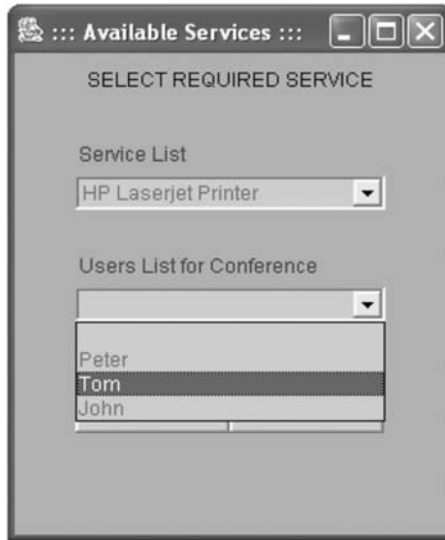 ::: Available Services :::
SELECT REQUIRED SERVICE
Service List
HP Laserjet Printer
Users List for Conference
Peter
Tom
John